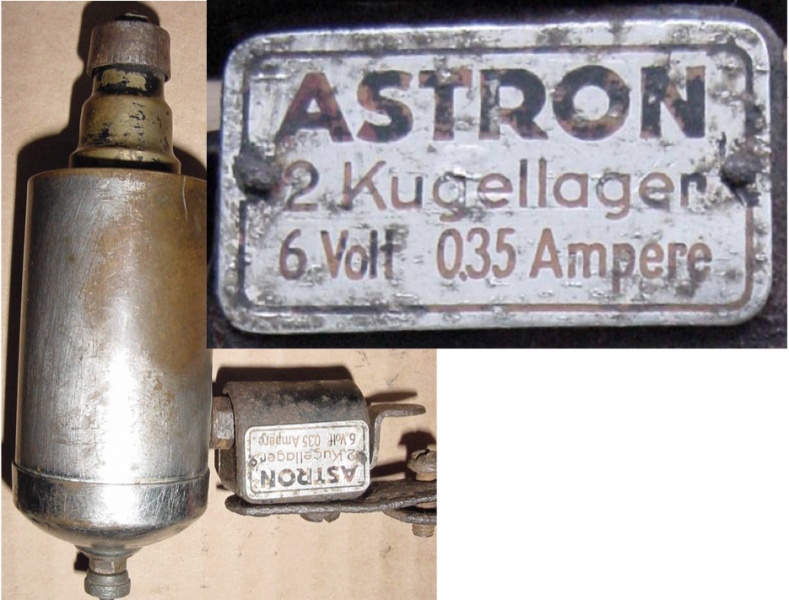 ASTRON
2 Kugellager
6 Volt 0.35 Ampere
ASTRON
2 Kugellager
6 Volt 0.35 Ampere